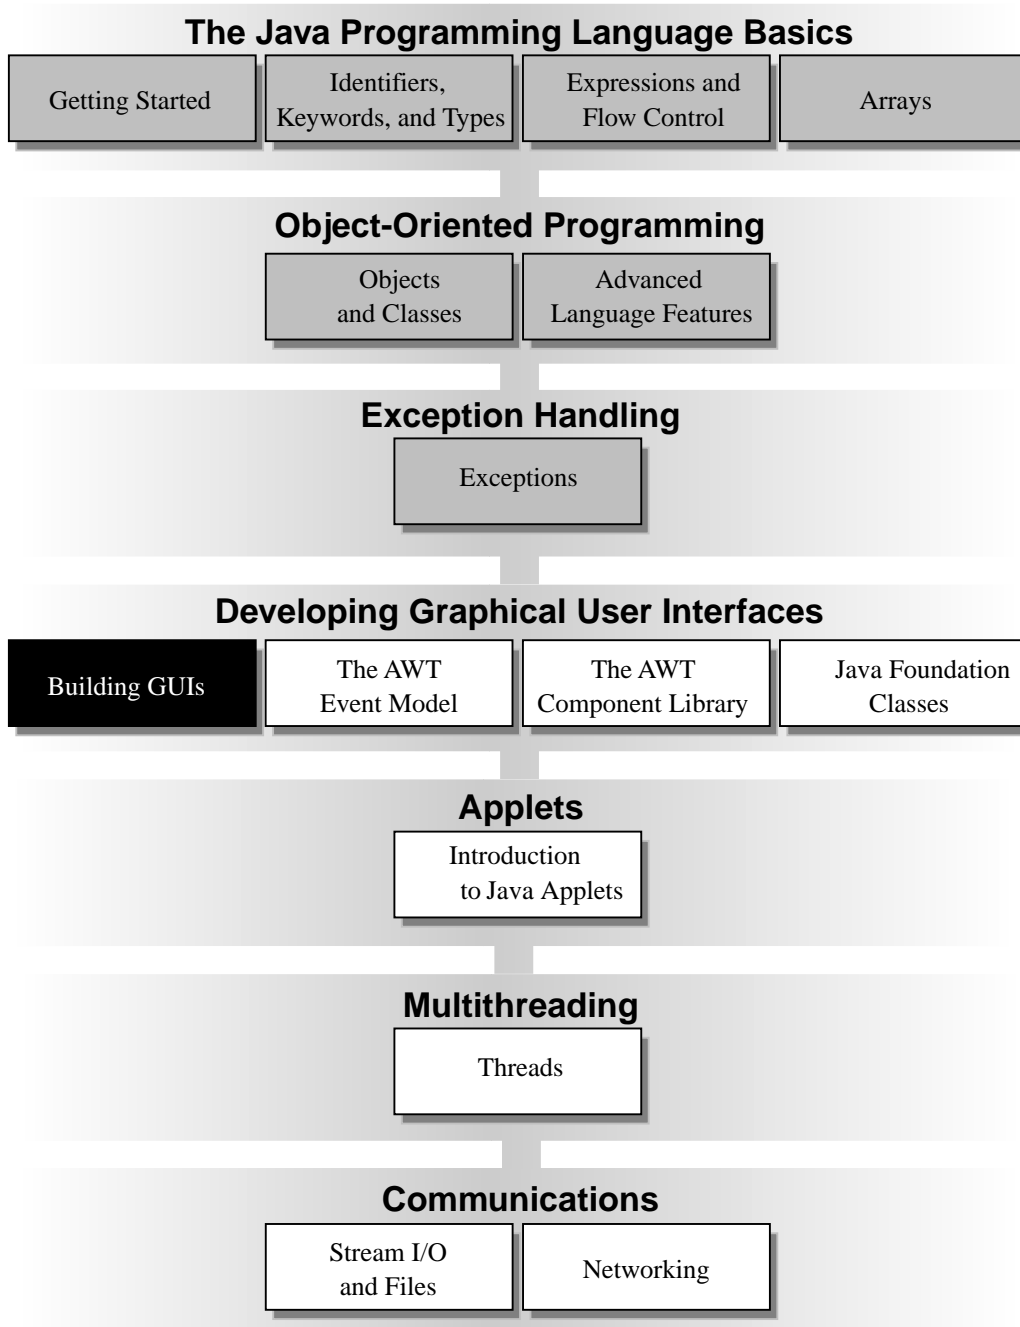 The Java Programming Language Basics
Getting Started
Identifiers,
Keywords, and Types
Expressions and
Flow Control
Arrays
Object-Oriented Programming
Objects
and Classes
Advanced
Language Features
Exception Handling
Exceptions
Developing Graphical User Interfaces
Building GUIs
The AWT
Event Model
The AWT
Component Library
Java Foundation
Classes
Applets
Introduction
to Java Applets
Multithreading
Threads
Communications
Stream I/O
and Files
Networking